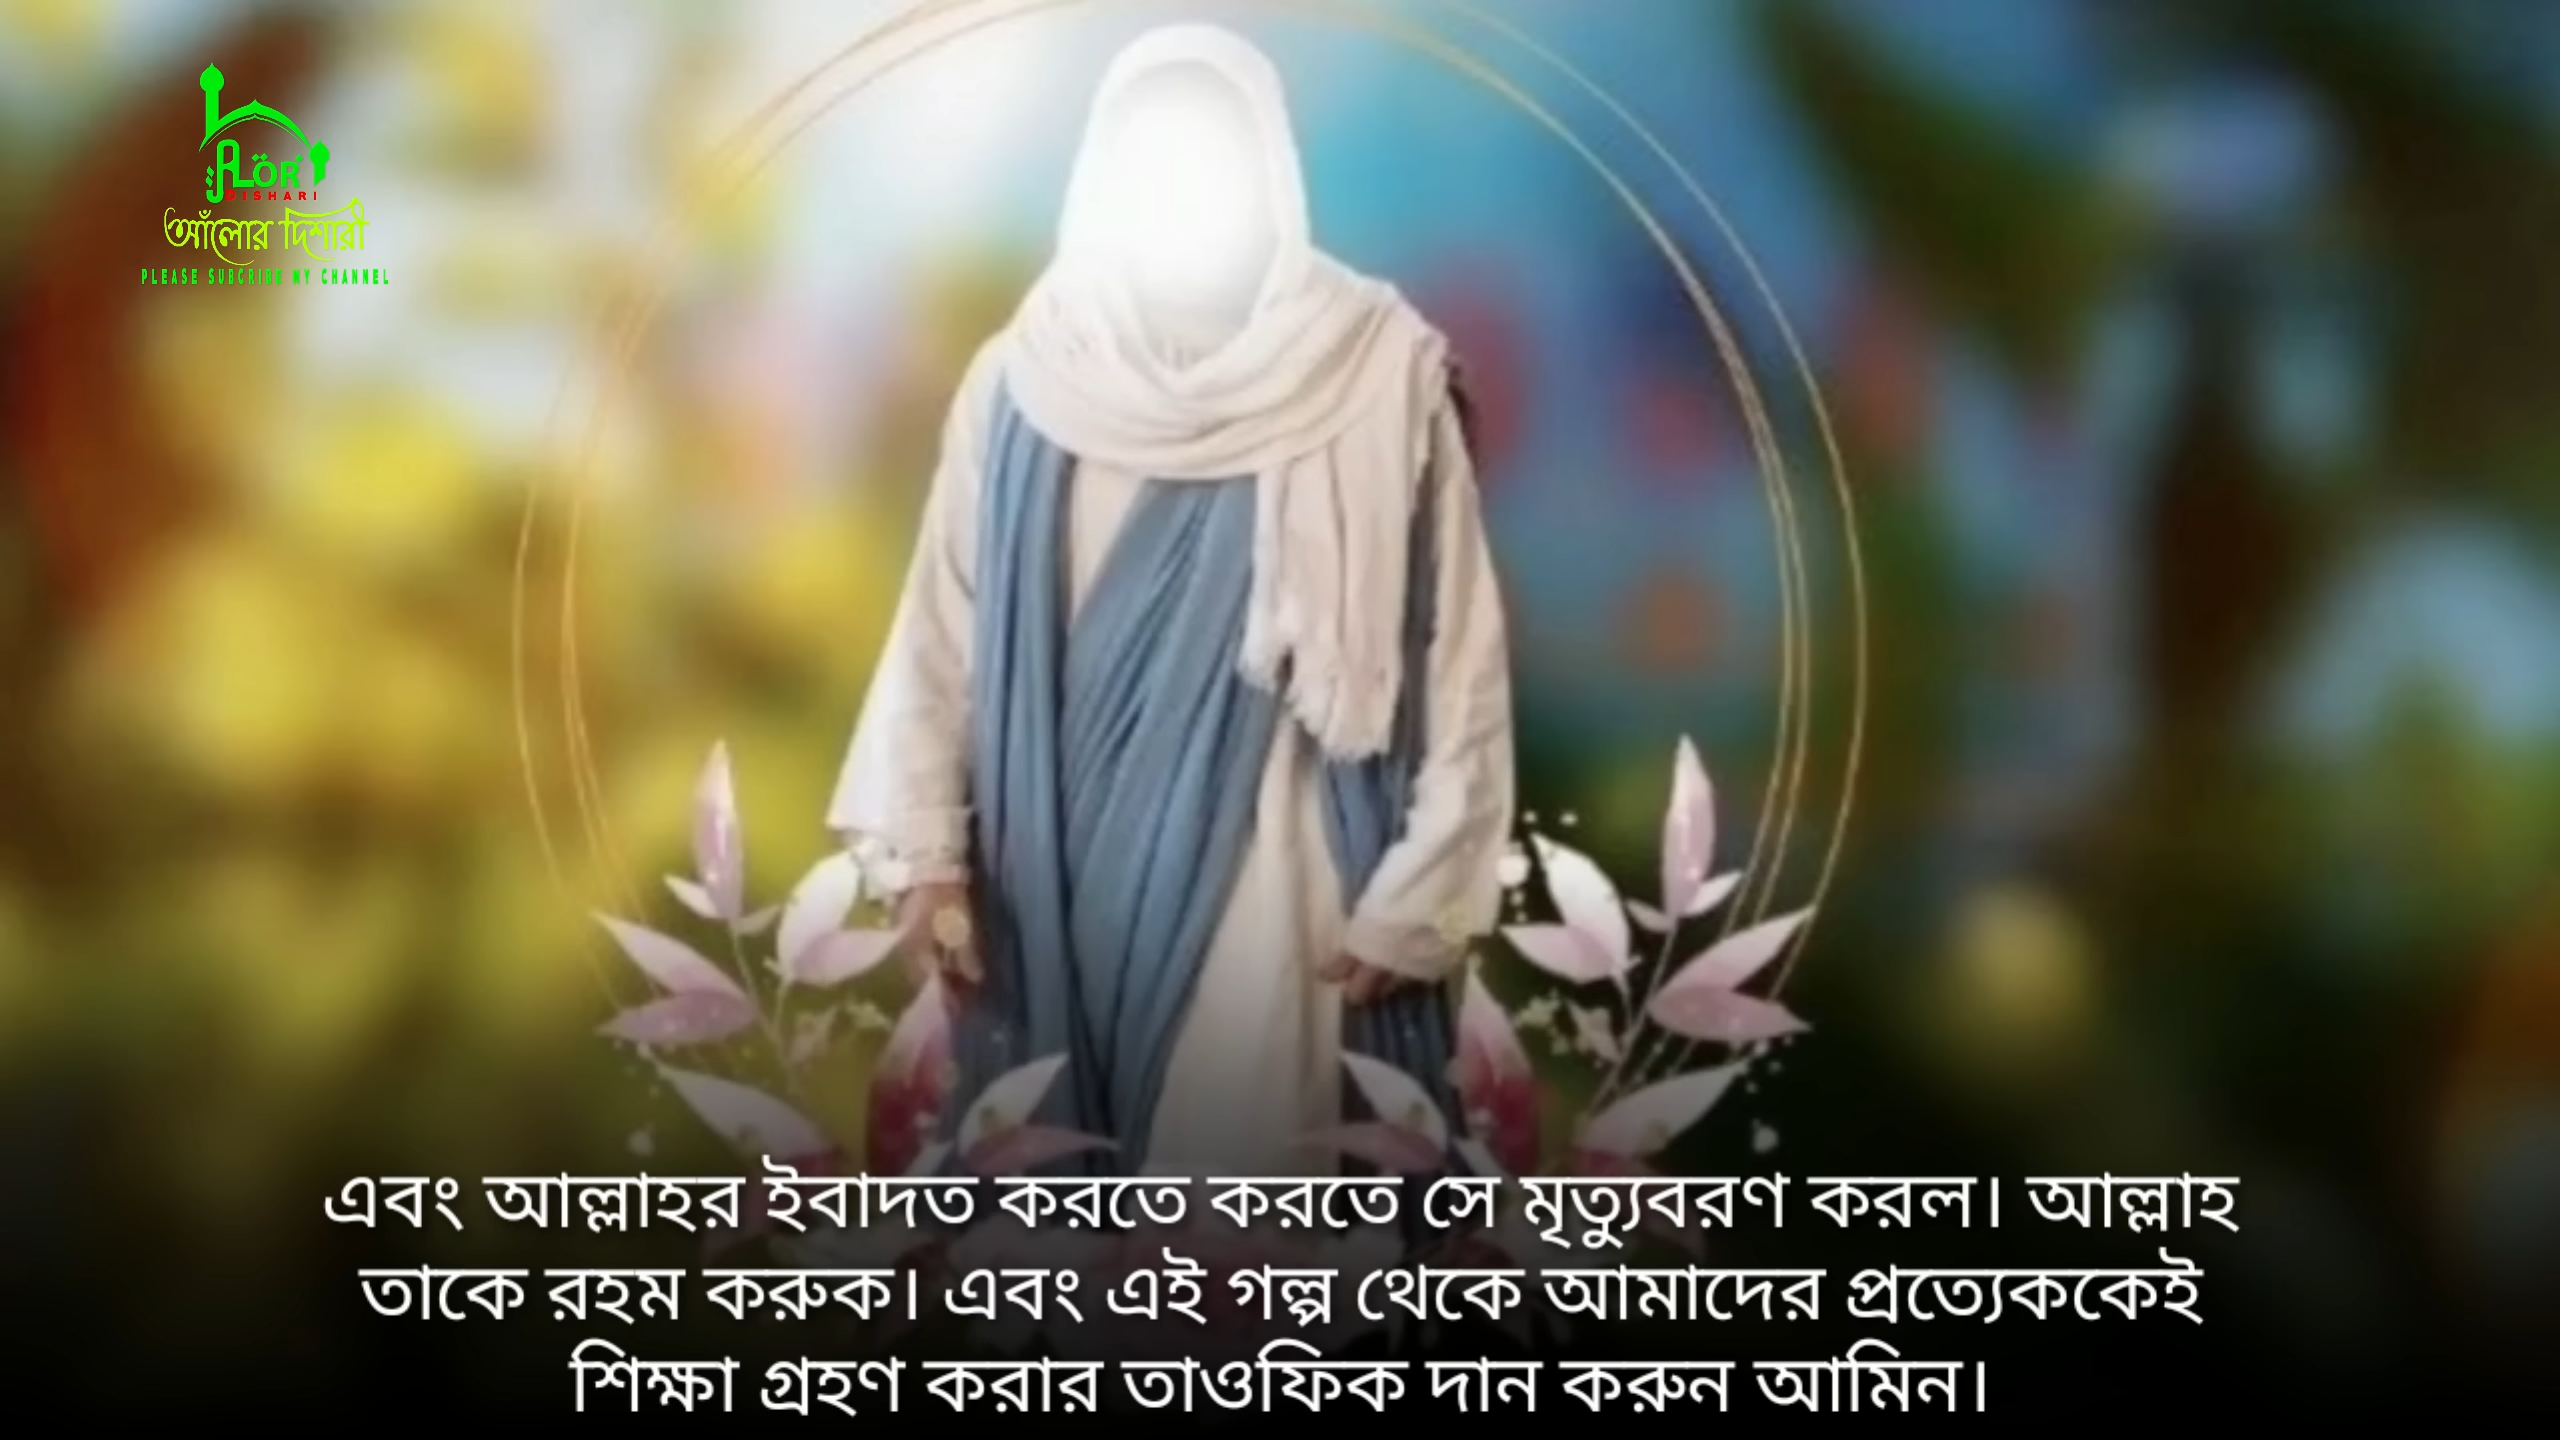 ALOR
DISHARI
আঁলোর দিশারী
PLEASE SUBCRIBE MY CHANNEL
এবং আল্লাহর ইবাদত করতে করতে সে মৃত্যুবরণ করল। আল্লাহ
তাকে রহম করুক। এবং এই গল্প থেকে আমাদের প্রত্যেককেই
শিক্ষা গ্রহণ করার তাওফিক দান করুন আমিন।